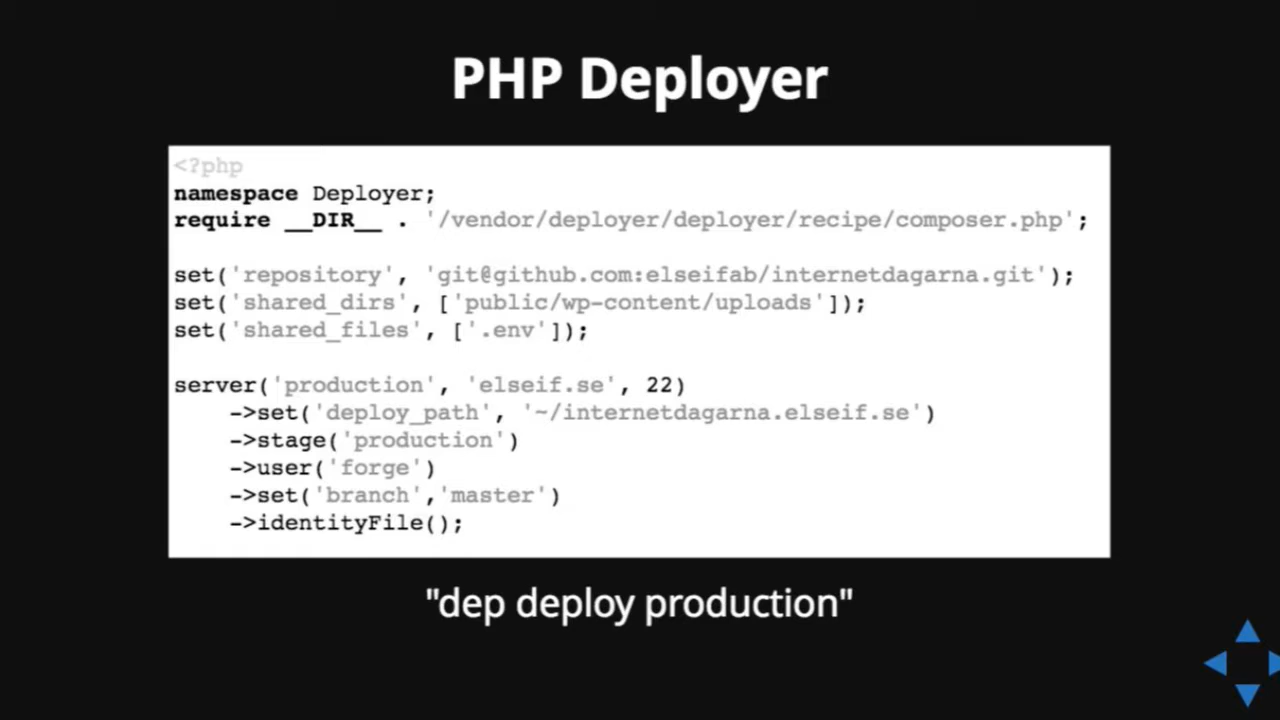 PHP Deployer
<?php
namespace Deployer;
require __DIR__ . '/vendor/deployer/deployer/recipe/composer.php';
set('repository', 'git@github.com:elseifab/internetdagarna.git');
set('shared_dirs', ['public/wp-content/uploads']);
set('shared_files', ['.env']);
server('production', 'elseif.se', 22)
->set('deploy_path', '~/internetdagarna.elseif.se')
->stage('production')
->user('forge')
->set('branch','master')
->identityFile();
"dep deploy production"